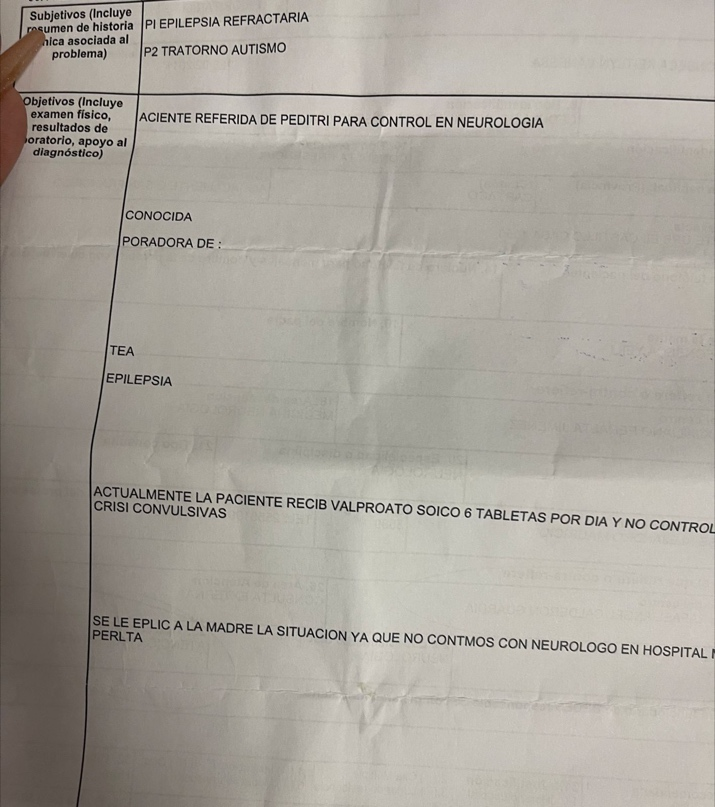 Subjetivos (Incluye
resumen de historia
nica asociada al
problema)
PI EPILEPSIA REFRACTARIA
P2 TRATORNO AUTISMO
Objetivos (Incluye
examen físico,
resultados de
oratorio, apoyo al
diagnóstico)
ACIENTE REFERIDA DE PEDITRI PARA CONTROL EN NEUROLOGIA
CONOCIDA
PORADORA DE :
TEA
EPILEPSIA
ACTUALMENTE LA PACIENTE RECIB VALPROATO SOICO 6 TABLETAS POR DIA Y NO CONTROL
CRISI CONVULSIVAS
SE LE EPLIC A LA MADRE LA SITUACION YA QUE NO CONTMOS CON NEUROLOGO EN HOSPITAL
PERLTA